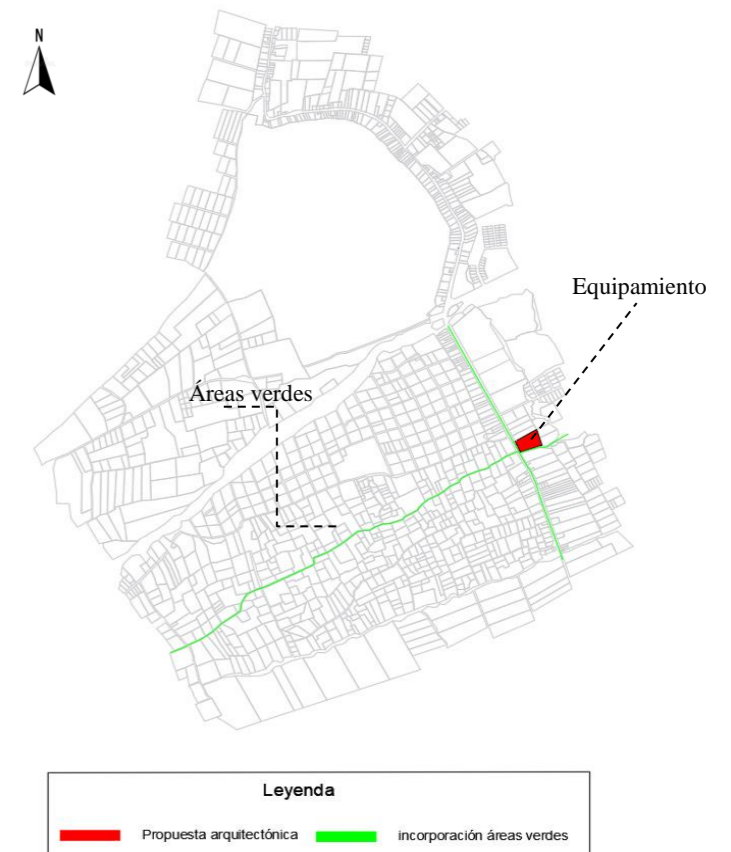 N
Equipamiento
Áreas verdes
Leyenda
Propuesta arquitectónica incorporación áreas verdes